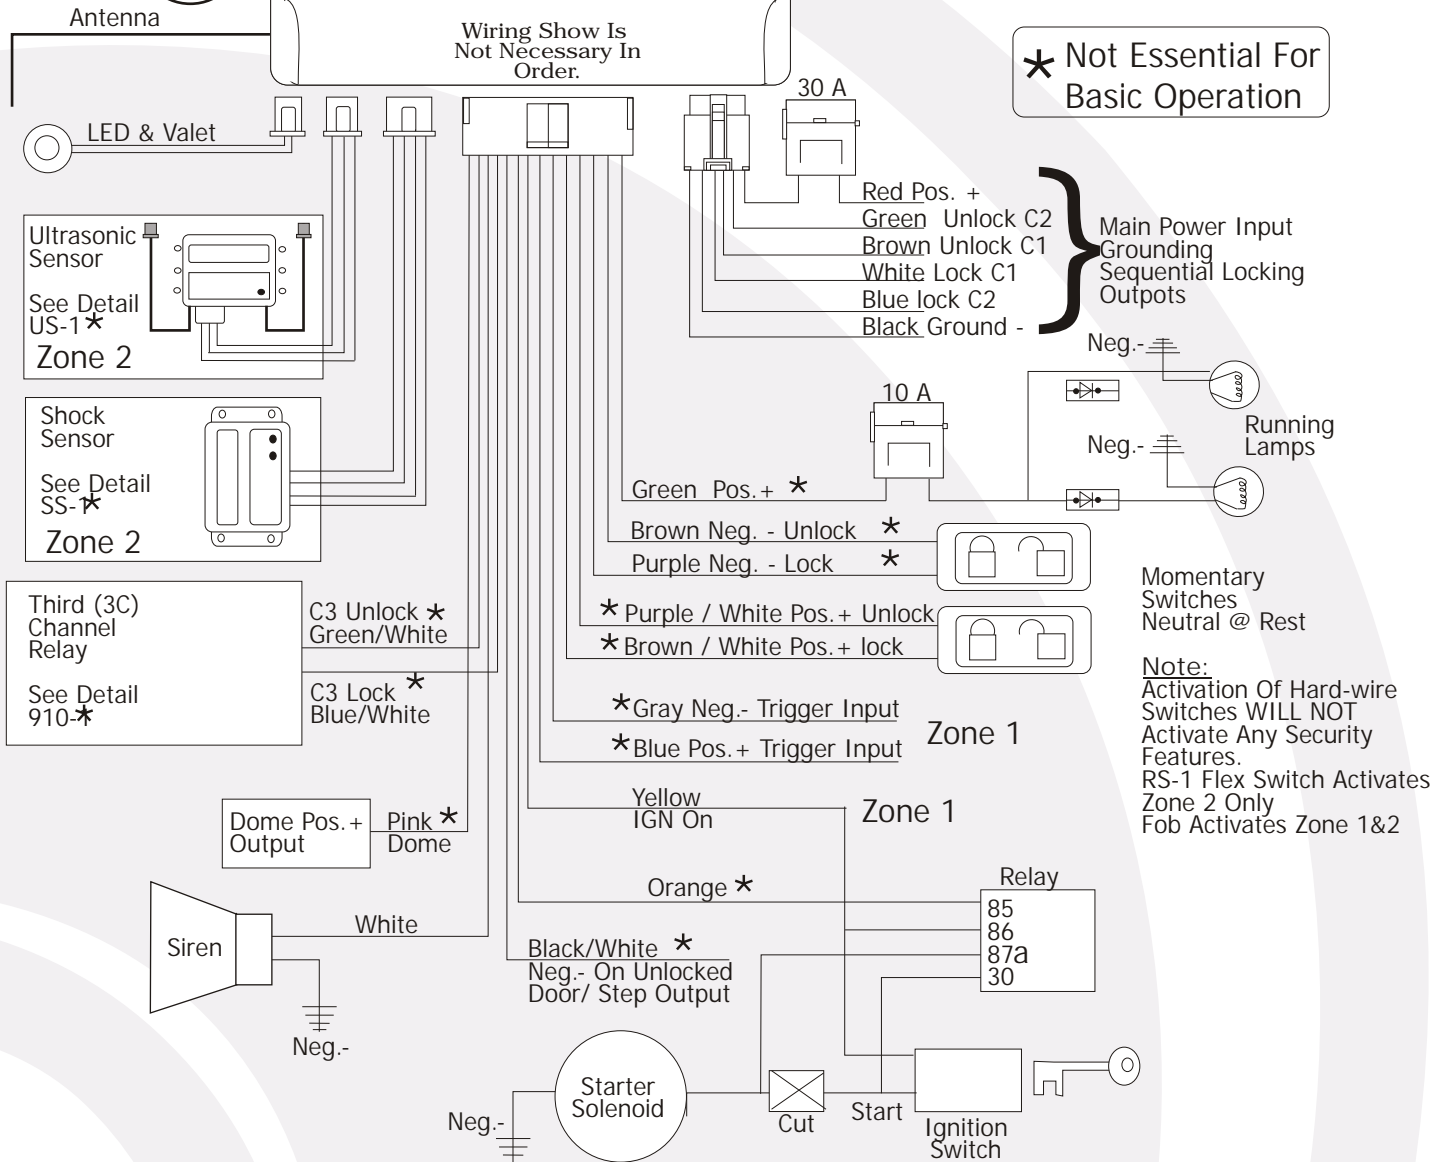 Antenna
Wiring Show Is
Not Necessary In
Order.
* Not Essential For
Basic Operation
30 A
LED & Valet
Red Pos. +
Green Unlock C2
Brown Unlock C1
White Lock C1
Blue lock C2
Black Ground -
Main Power Input
Grounding
Sequential Locking
Outpots
Ultrasonic
Sensor
See Detail
US-1*
Zone 2
Neg.-
10 A
Running
Lamps
Neg.-
Shock
Sensor
See Detail
SS-1*
Zone 2
Green Pos.+ *
Brown Neg. - Unlock *
Purple Neg. - Lock *
* Purple / White Pos.+ Unlock
* Brown / White Pos.+ lock
Momentary
Switches
Neutral @ Rest
Note:
Activation Of Hard-wire
Switches WILL NOT
Activate Any Security
Features.
RS-1 Flex Switch Activates
Zone 2 Only
Fob Activates Zone 1&2
Third (3C)
Channel
Relay
See Detail
910-*
C3 Unlock *
Green/White
C3 Lock *
Blue/White
*Gray Neg.- Trigger Input
*Blue Pos.+ Trigger Input
Zone 1
Yellow
IGN On
Zone 1
Dome Pos.+
Output
Pink *
Dome
Orange *
Relay
85
86
87a
30
Siren
White
Neg.-
Black/White *
Neg.- On Unlocked
Door/ Step Output
Starter
Solenoid
Neg.-
Cut
Start
Ignition
Switch